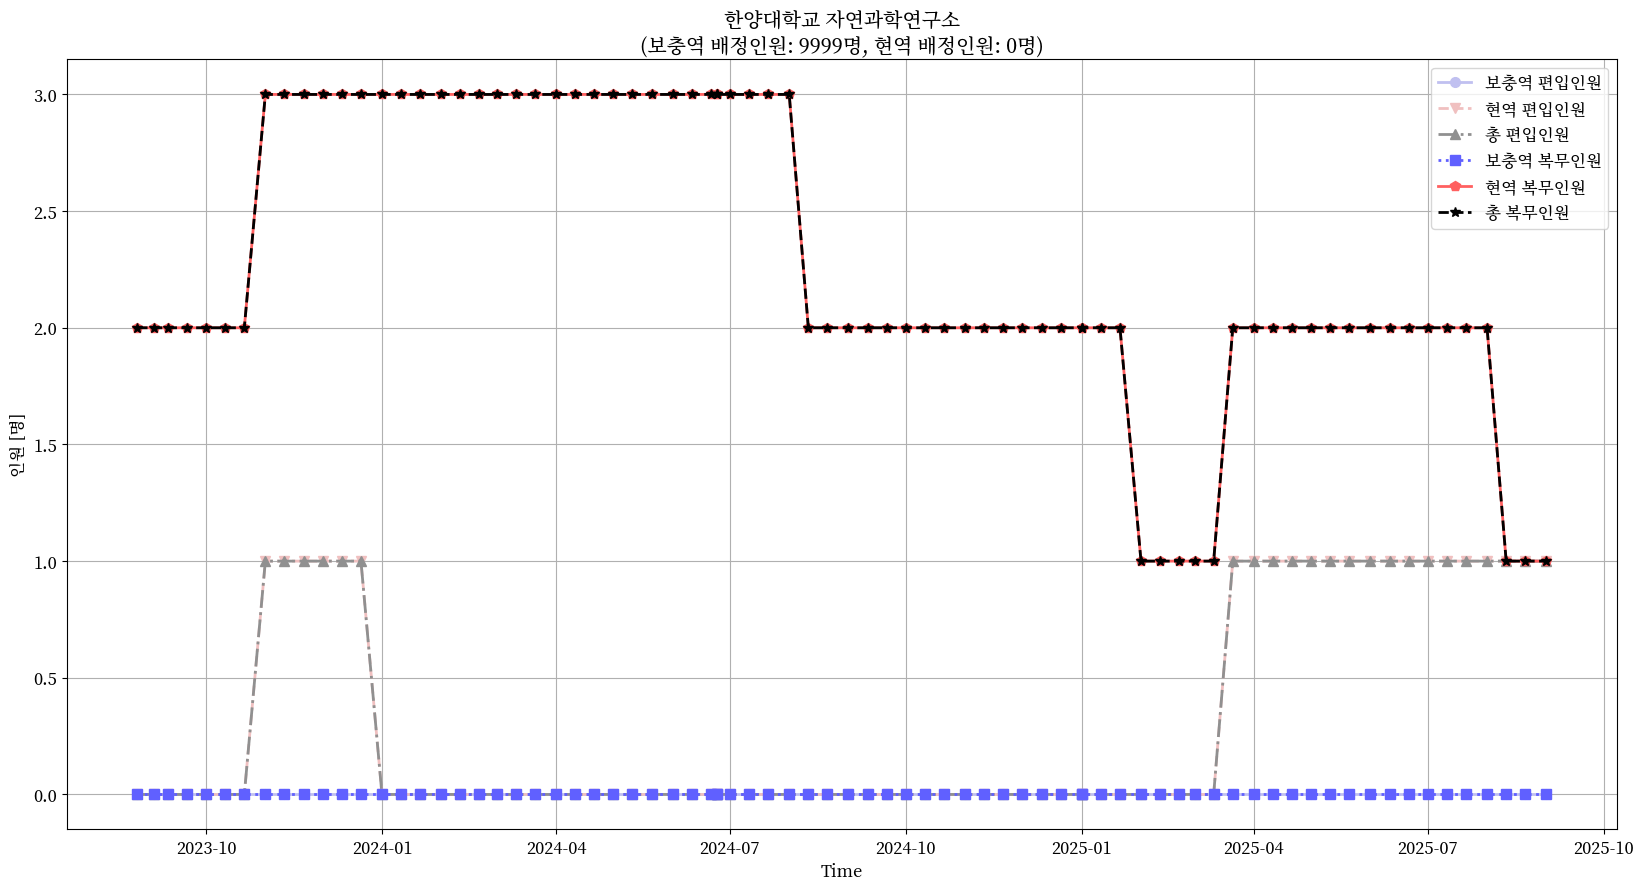 한양대학교 자연과학연구소
(보충역 배정인원: 9999명, 현역 배정인원: 0명)
보충역 편입인원
현역 편입인원
총 편입인원
보충역 복무인원
현역 복무인원
총 복무인원
인원 [명]
3.0
2.5
2.0
1.5
1.0
0.5
0.0
2023-10
2024-01
2024-04
2024-07
2024-10
2025-01
2025-04
2025-07
2025-10
Time